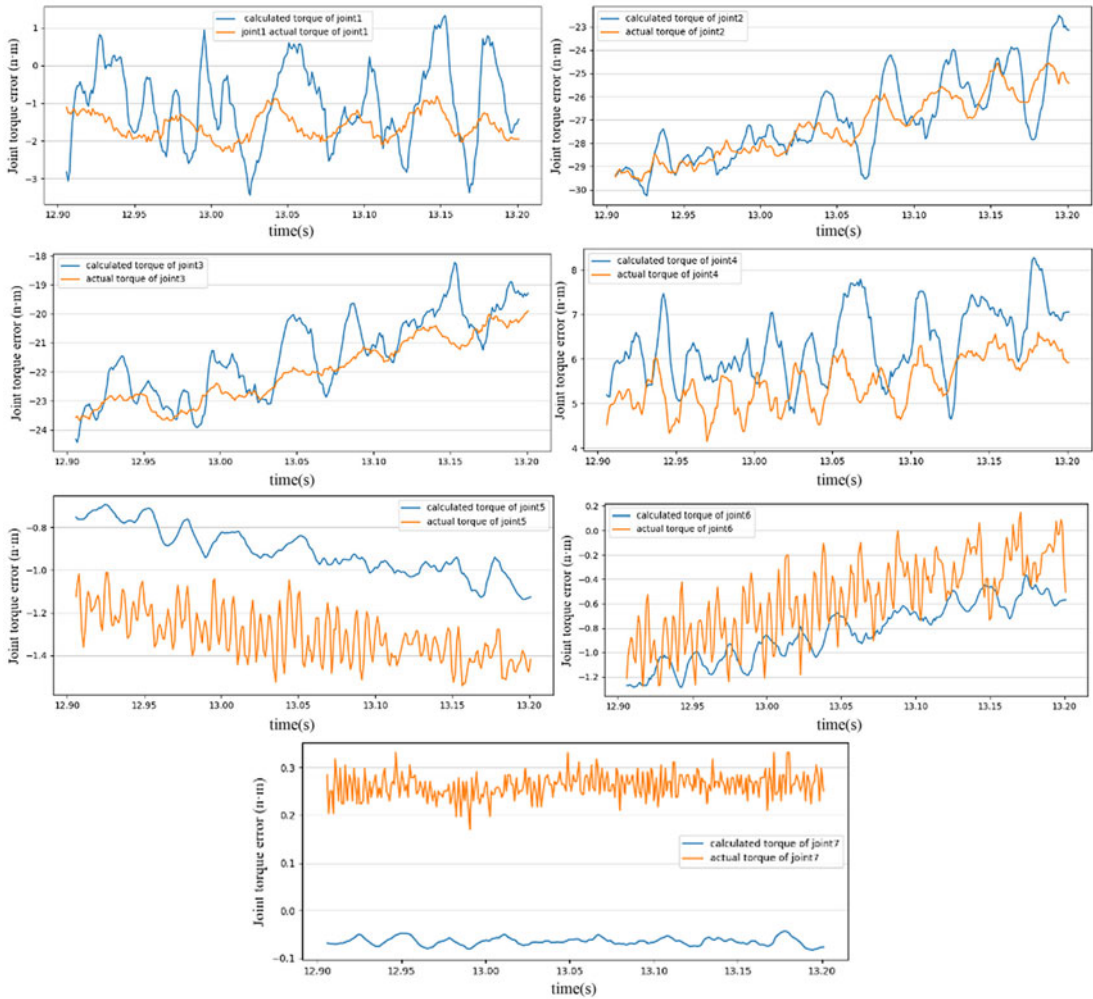 calculated torque of joint1
joint1 actual torque of joint1
Joint torque error (n·m)
1
0
−1
−2
−3
12.90 12.95 13.00 13.05 13.10 13.15 13.20
time(s)
calculated torque of joint2
actual torque of joint2
Joint torque error (n·m)
−23
−24
−25
−26
−27
−28
−29
−30
12.90 12.95 13.00 13.05 13.10 13.15 13.20
time(s)
calculated torque of joint3
actual torque of joint3
Joint torque error (n·m)
−18
−19
−20
−21
−22
−23
−24
12.90 12.95 13.00 13.05 13.10 13.15 13.20
time(s)
calculated torque of joint4
actual torque of joint4
Joint torque error (n·m)
8
7
6
5
4
12.90 12.95 13.00 13.05 13.10 13.15 13.20
time(s)
calculated torque of joint5
actual torque of joint5
Joint torque error (n·m)
−0.8
−1.0
−1.2
−1.4
12.90 12.95 13.00 13.05 13.10 13.15 13.20
time(s)
calculated torque of joint6
actual torque of joint6
Joint torque error (n·m)
0.2
0.0
−0.2
−0.4
−0.6
−0.8
−1.0
−1.2
12.90 12.95 13.00 13.05 13.10 13.15 13.20
time(s)
calculated torque of joint7
actual torque of joint7
Joint torque error (n·m)
0.3
0.2
0.1
0.0
−0.1
12.90 12.95 13.00 13.05 13.10 13.15 13.20
time(s)